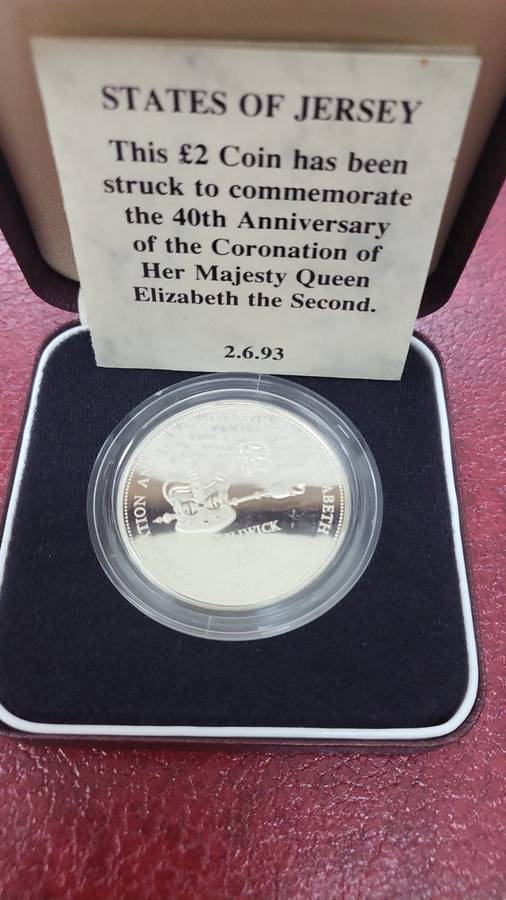 STATES OF JERSEY
This £2 Coin has been
struck to commemorate
the 40th Anniversary
of the Coronation of
Her Majesty Queen
Elizabeth the Second.
2.6.93